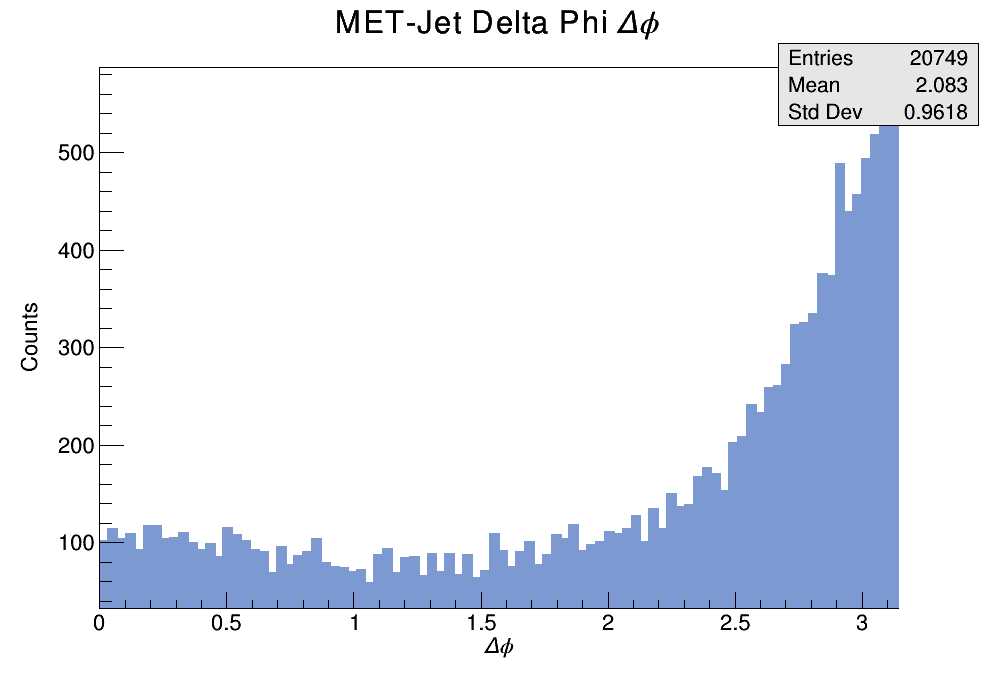 MET-Jet Delta Phi Δϕ
Entries 20749
Mean 2.083
Std Dev 0.9618
500
400
300
200
100
Counts
0 0.5 1 1.5 2 2.5 3
Δϕ